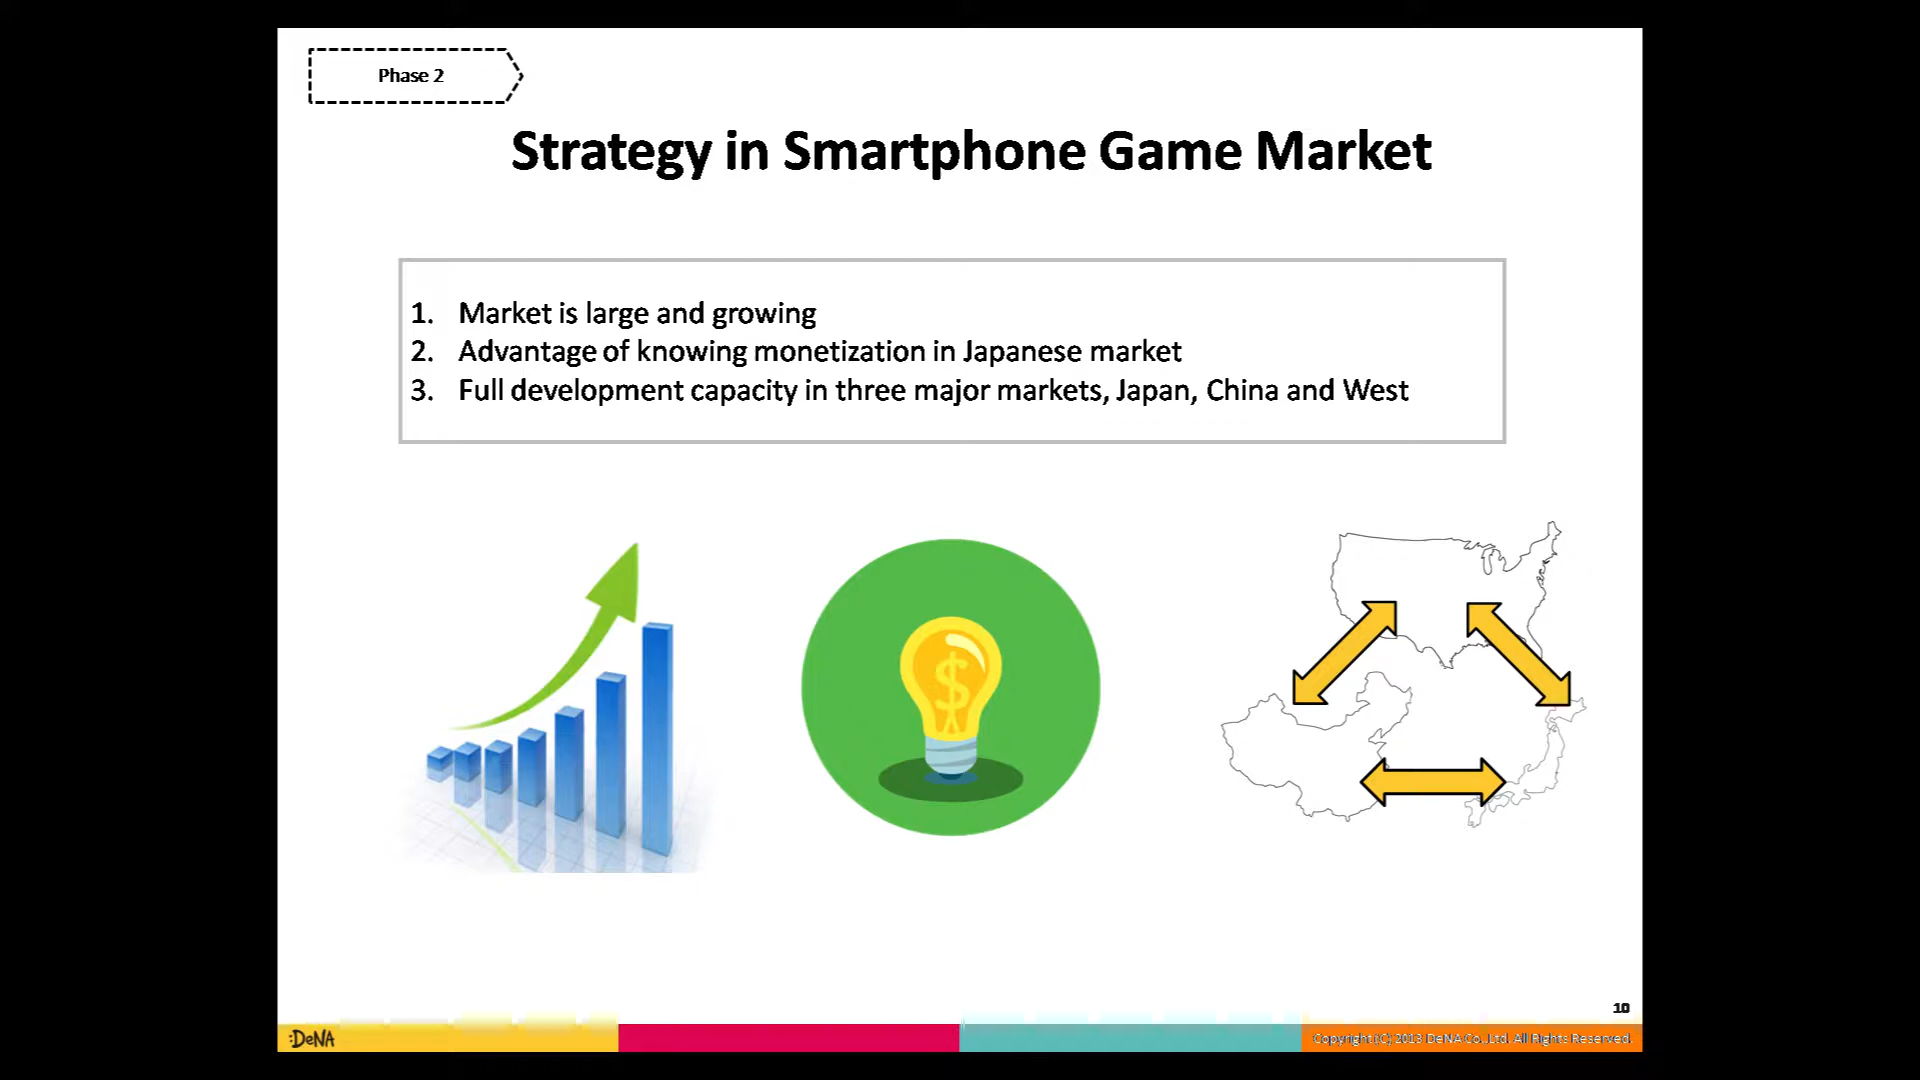 Phase 2
Strategy in Smartphone Game Market
1. Market is large and growing
2. Advantage of knowing monetization in Japanese market
3. Full development capacity in three major markets, Japan, China and West
$
10
:DeNA
Copyright (C) 2013 DeNA Co.,Ltd. All Rights Reserved.